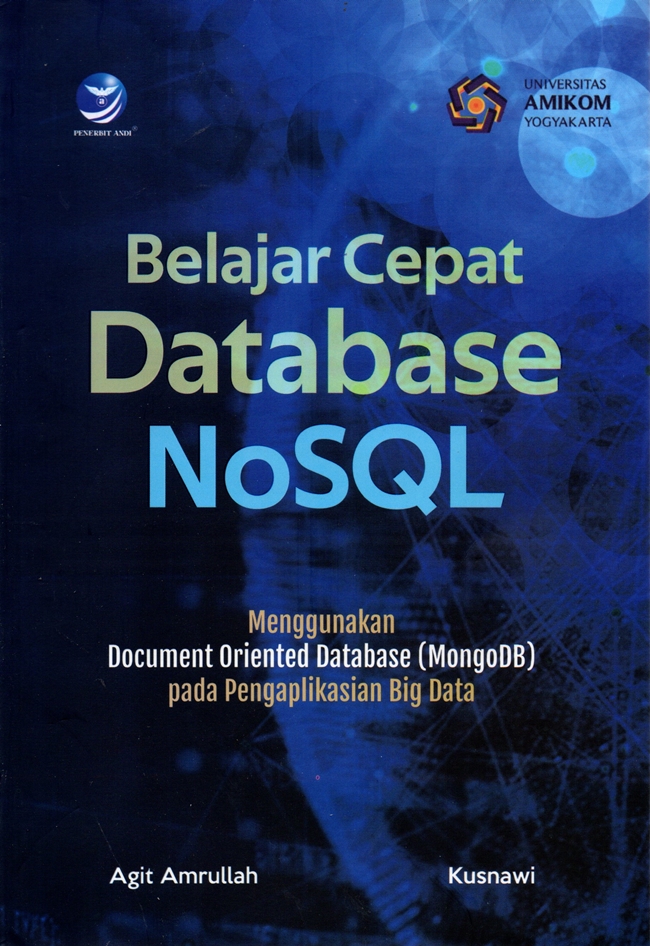 PENERBIT ANDI®
UNIVERSITAS
AMIKOM
YOGYAKARTA
Belajar Cepat
Database
NoSQL
Menggunakan
Document Oriented Database (MongoDB)
pada Pengaplikasian Big Data
Agit Amrullah
Kusnawi